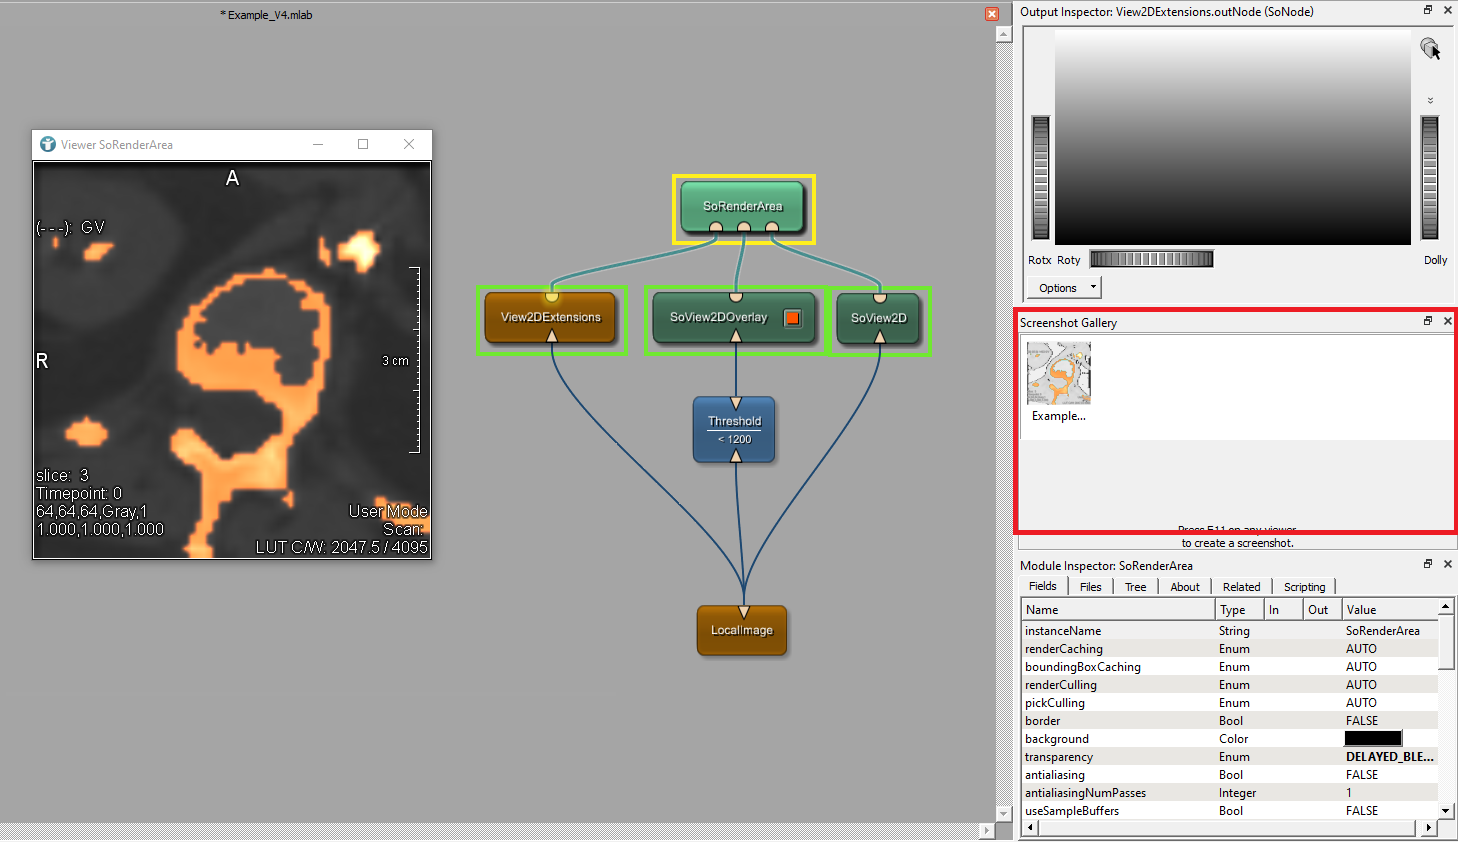 * Example_V4.mlab
Viewer SoRenderArea
A
(---): GV
R
3 cm
slice: 3
Timepoint: 0
64,64,64,Gray,1
1.000,1.000,1.000
User Mode
Scan:
LUT C/W: 2047.5 / 4095
SoRenderArea
View2DExtensions
SoView2DOverlay
SoView2D
Threshold
< 1200
LocalImage
Output Inspector: View2DExtensions.outNode (SoNode)
Rotx Roty
Dolly
Options
Screenshot Gallery
Example...
Press F11 on any viewer
to create a screenshot.
Module Inspector: SoRenderArea
Fields Files Tree About Related Scripting
Name Type In Out Value
instanceName String SoRenderArea
renderCaching Enum AUTO
boundingBoxCaching Enum AUTO
renderCulling Enum AUTO
pickCulling Enum AUTO
border Bool FALSE
background Color
transparency Enum DELAYED_BLE...
antialiasing Bool FALSE
antialiasingNumPasses Integer 1
useSampleBuffers Bool FALSE